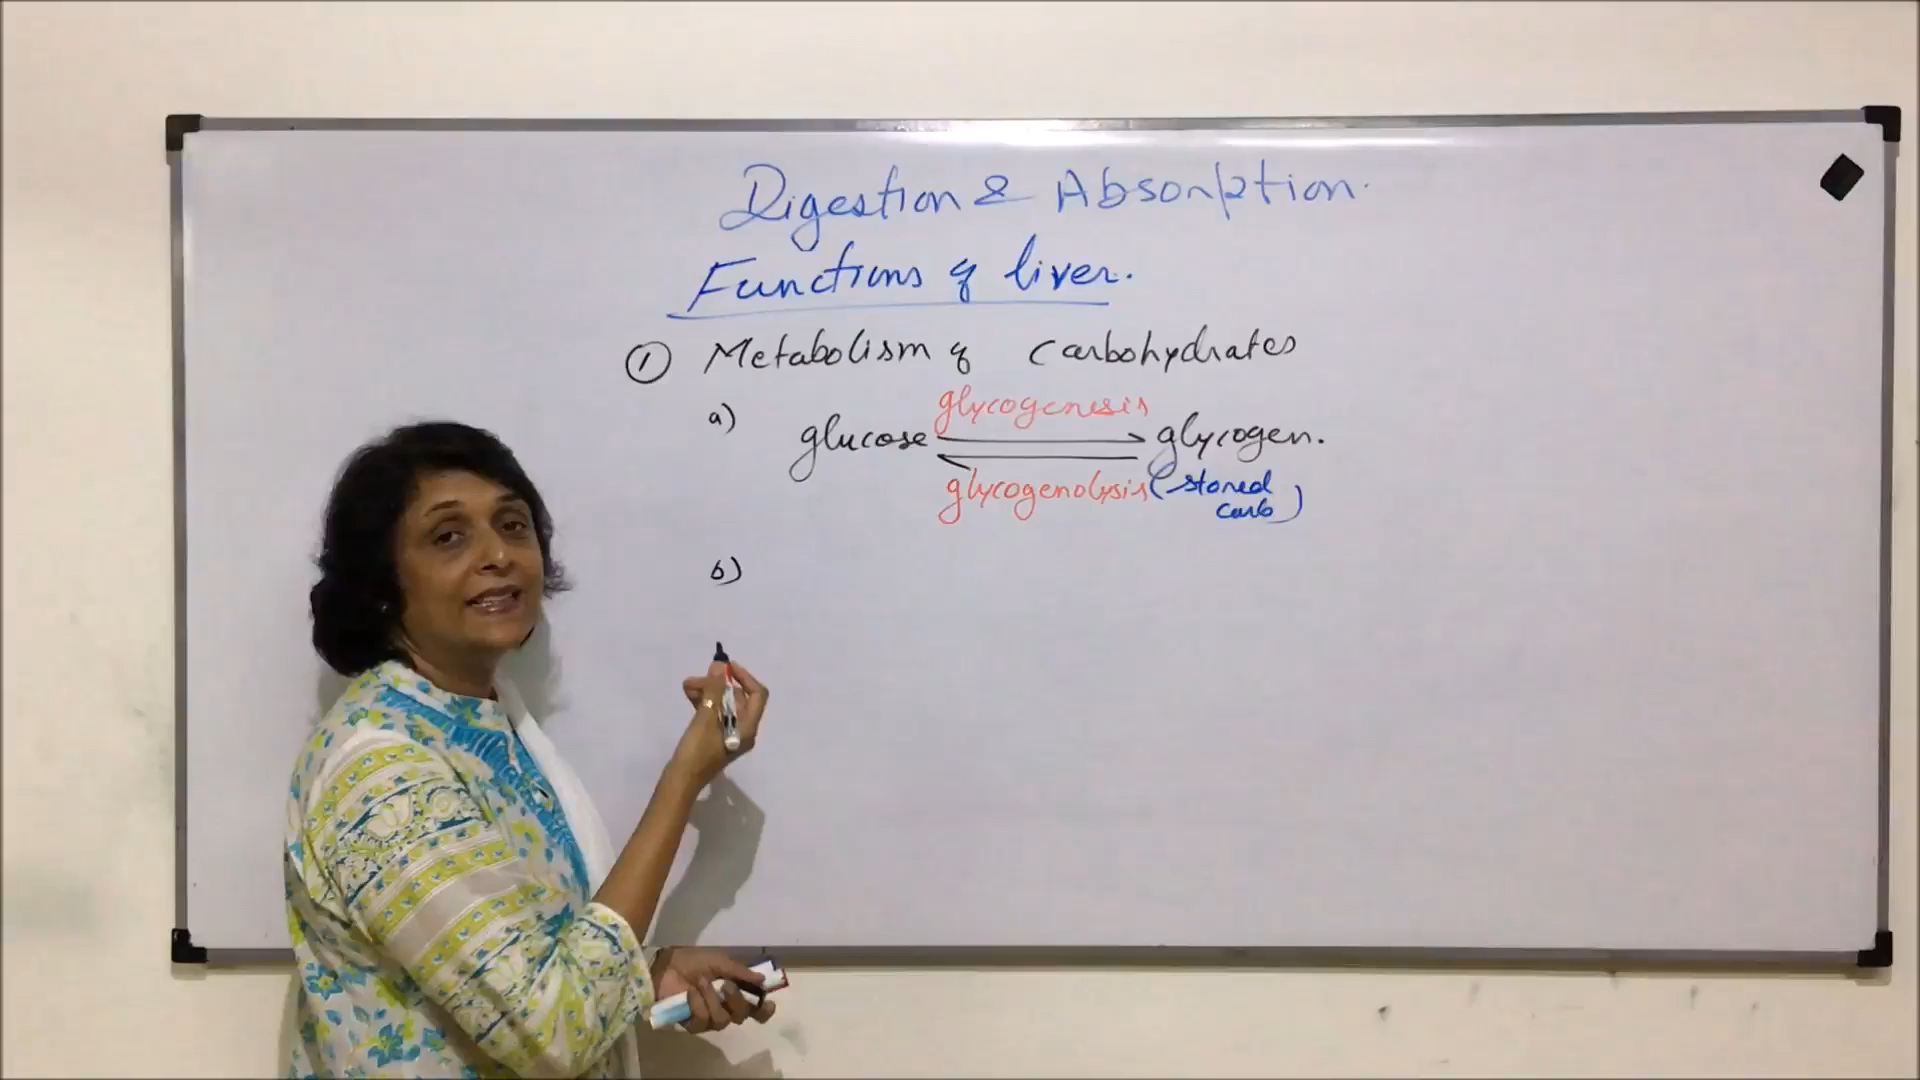 Digestion & Absorption.
Functions of liver.
① Metabolism of Carbohydrates
glycogenesis
a) glucose ⇌ glycogen.
glycogenolysis (stored
carb)
b)